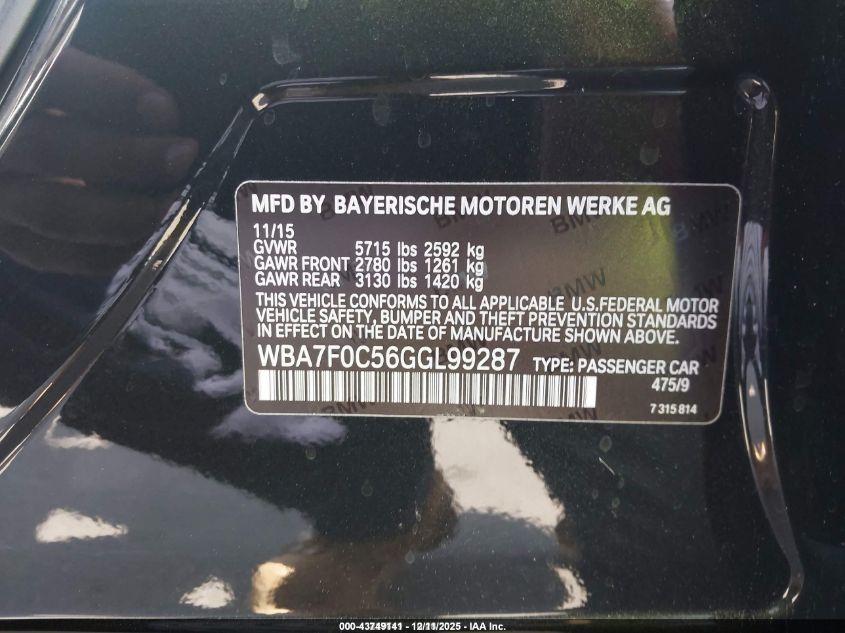 MFD BY BAYERISCHE MOTOREN WERKE AG
11/15
GVWR 5715 lbs 2592 kg
GAWR FRONT 2780 lbs 1261 kg
GAWR REAR 3130 lbs 1420 kg
THIS VEHICLE CONFORMS TO ALL APPLICABLE U.S.FEDERAL MOTOR
VEHICLE SAFETY, BUMPER, AND THEFT PREVENTION STANDARDS
IN EFFECT ON THE DATE OF MANUFACTURE SHOWN ABOVE.
WBA7F0C56GGL99287 TYPE: PASSENGER CAR
475/9
7 315 814
000-43749141 - 12/11/2025 - IAA Inc.